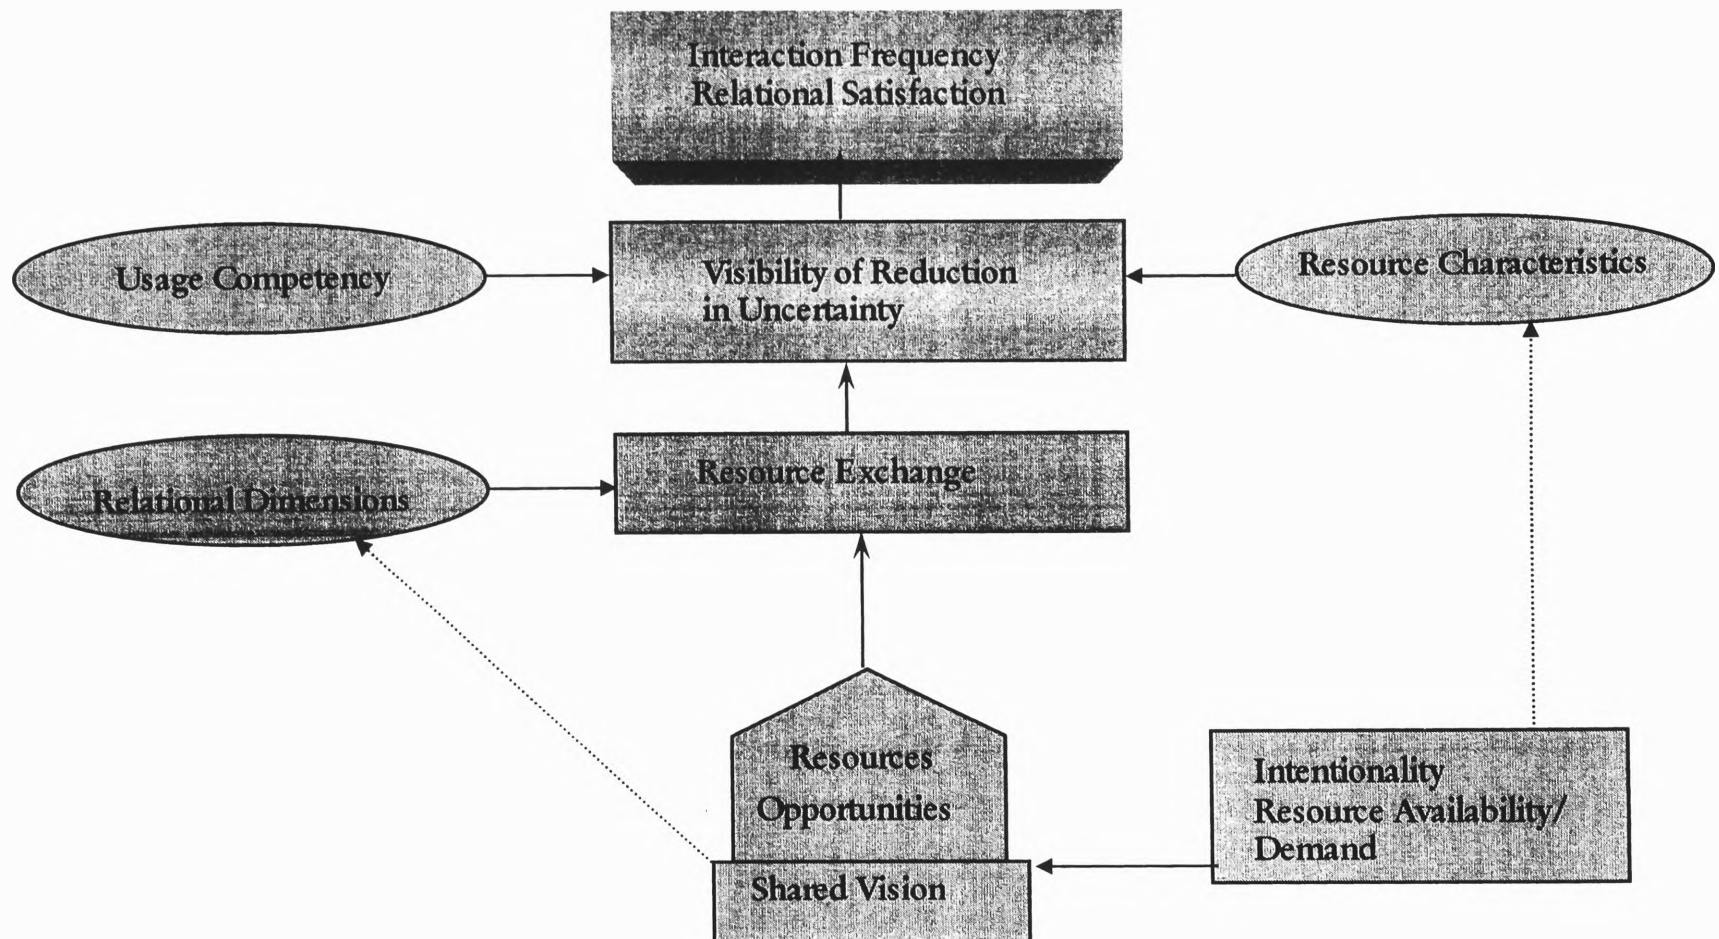 Interaction Frequency
Relational Satisfaction
Usage Competency
Visibility of Reduction
in Uncertainty
Resource Characteristics
Relational Dimensions
Resource Exchange
Resources
Opportunities
Shared Vision
Intentionality
Resource Availability/
Demand